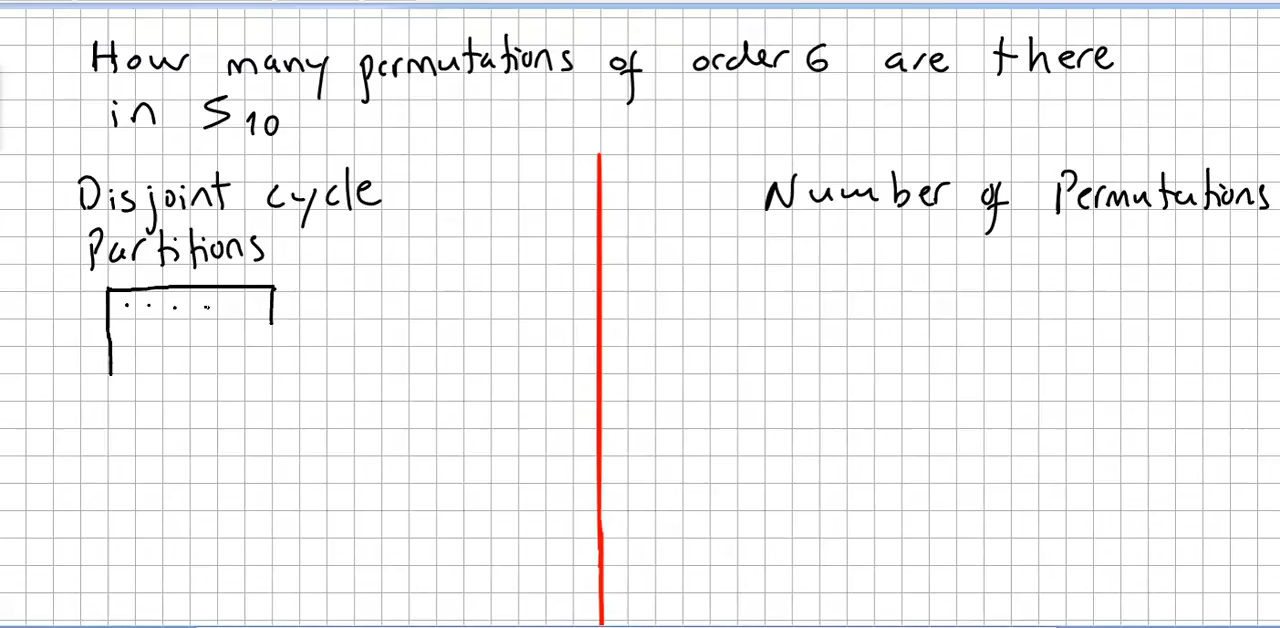 How many permutations of order 6 are there
in S10
Disjoint cycle
Partitions
Number of Permutations